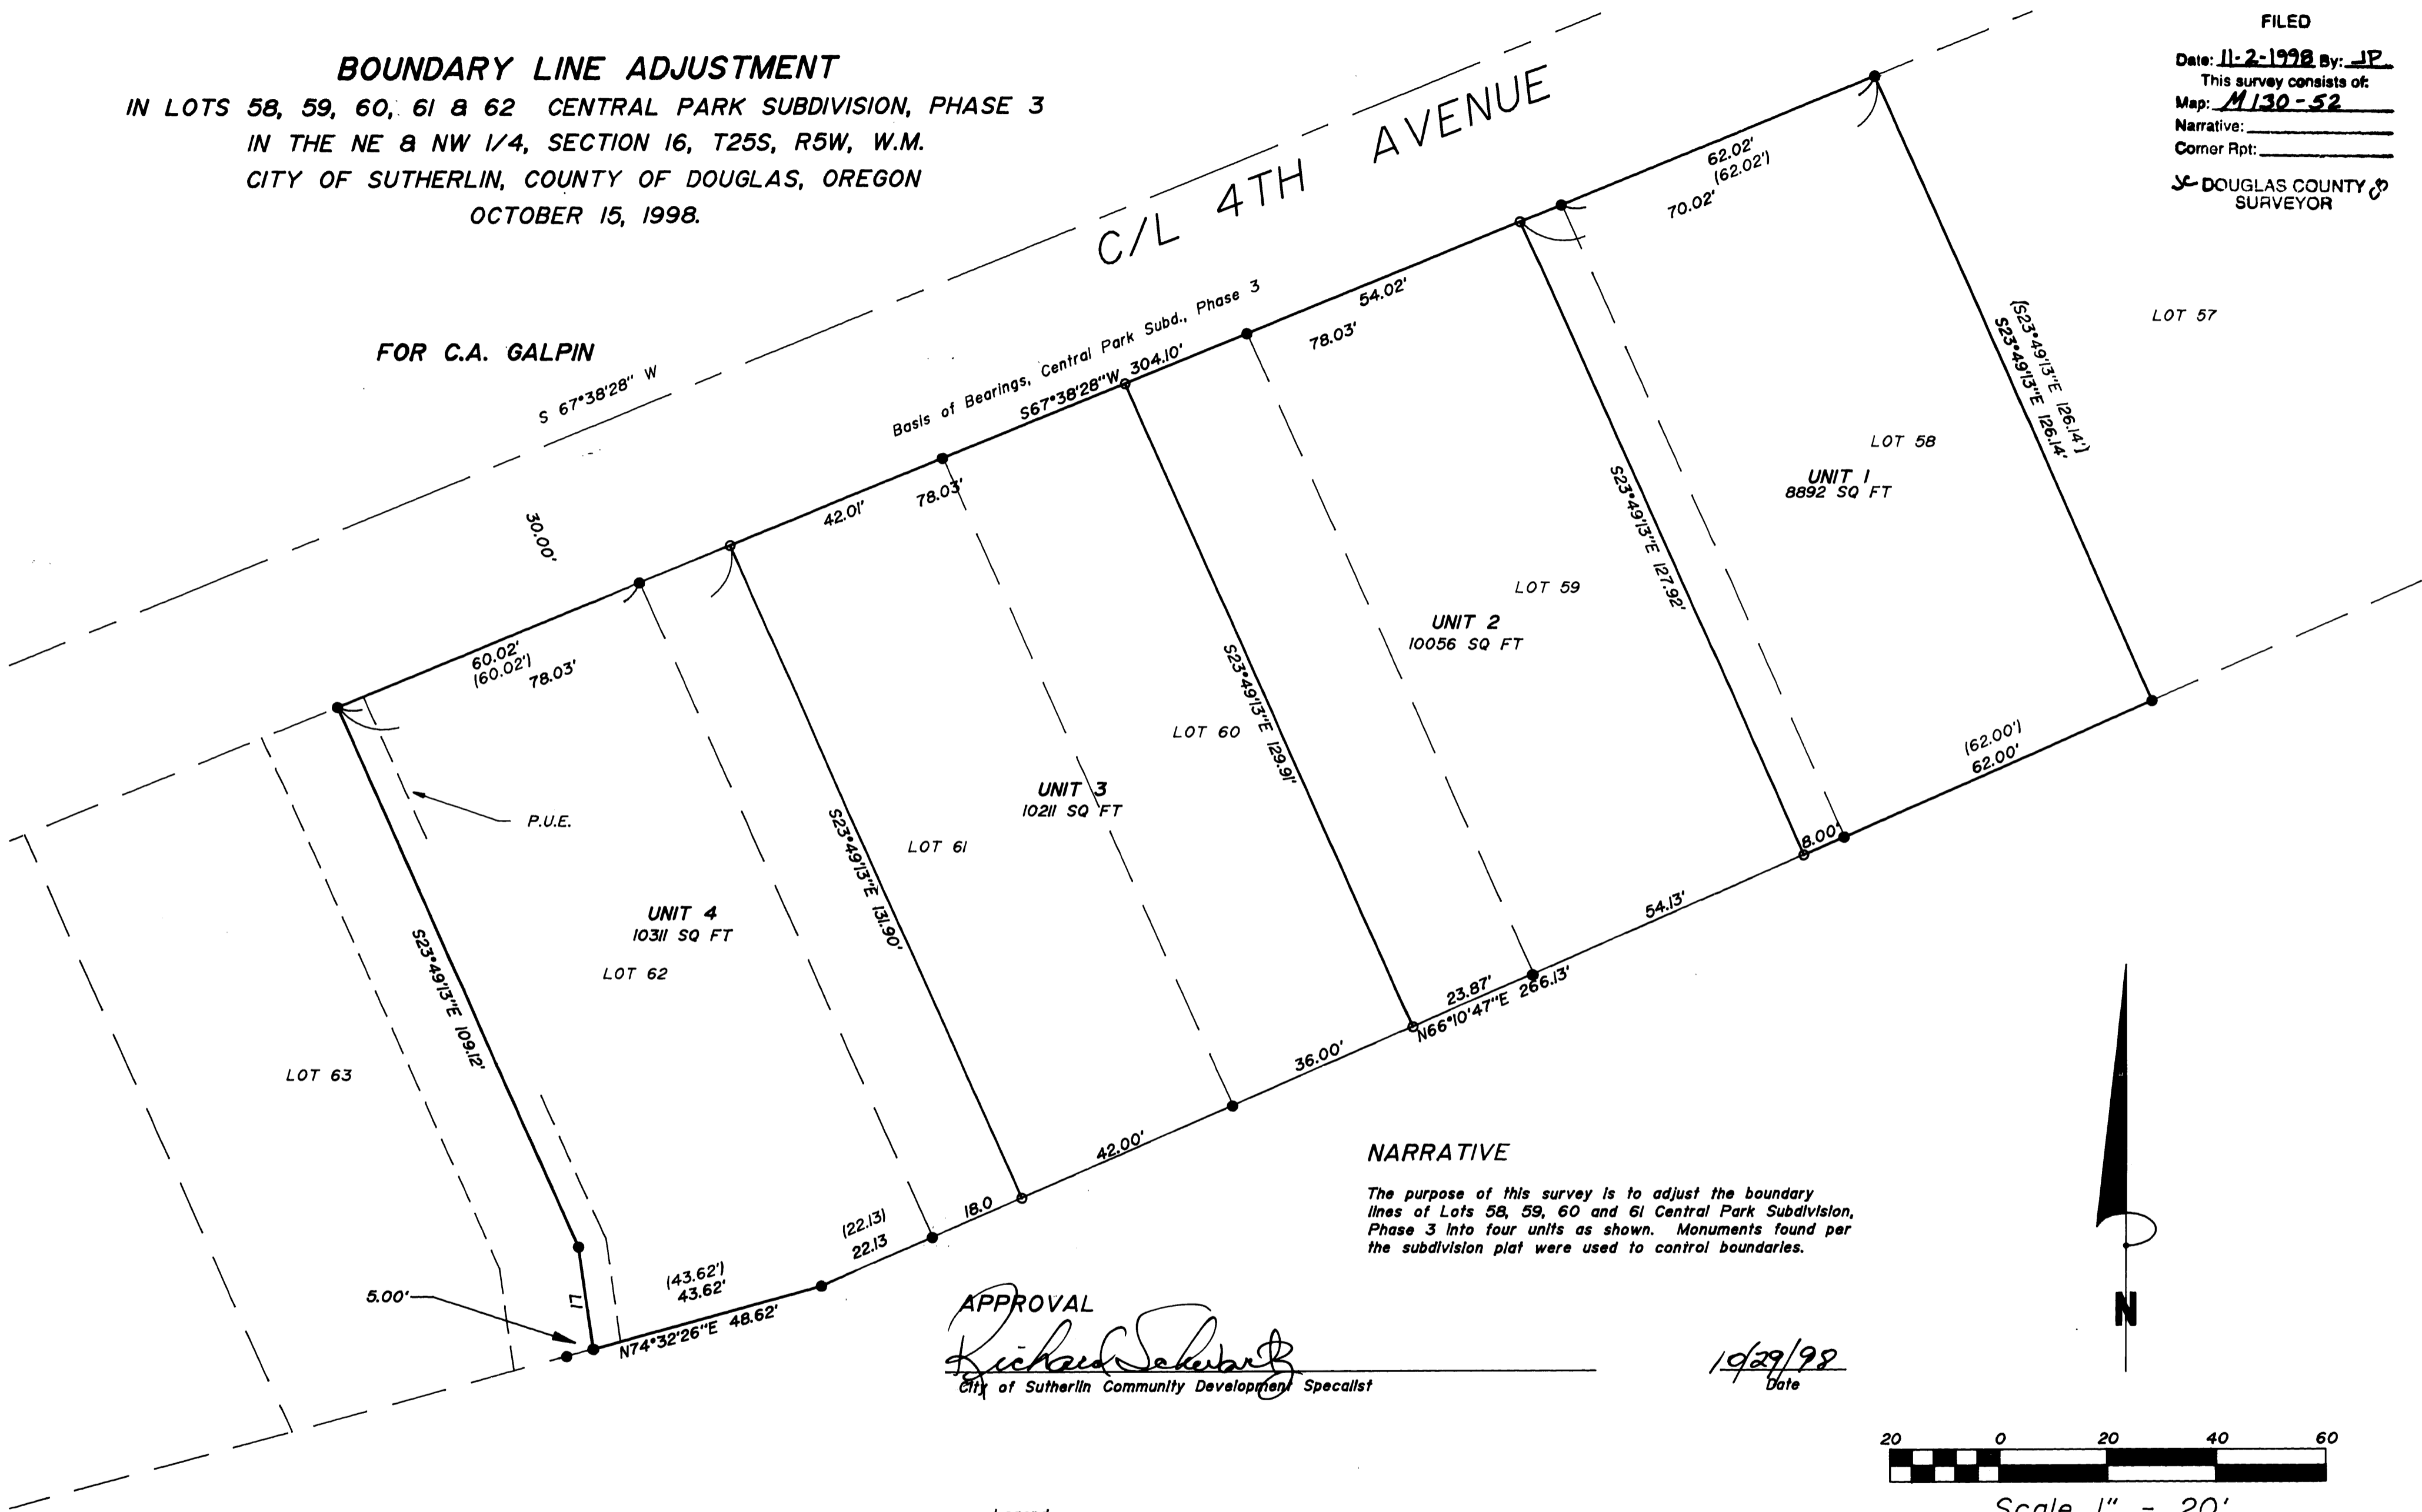 FILED
Date: 11-2-1998 By: JP
This survey consists of:
Map: M130-52
Narrative:
Corner Rpt:
DOUGLAS COUNTY
SURVEYOR
BOUNDARY LINE ADJUSTMENT
IN LOTS 58, 59, 60, 61 & 62 CENTRAL PARK SUBDIVISION, PHASE 3
IN THE NE & NW 1/4, SECTION 16, T25S, R5W, W.M.
CITY OF SUTHERLIN, COUNTY OF DOUGLAS, OREGON
OCTOBER 15, 1998.
FOR C.A. GALPIN
C/L 4TH AVENUE
S 67°38'28" W
Basis of Bearings, Central Park Subd., Phase 3
S67°38'28"W 304.10'
30.00'
62.02'
(62.02')
70.02'
54.02'
78.03'
42.01'
78.03'
60.02'
(60.02')
78.03'
(S23°49'13"E 126.14')
S23°49'13"E 126.14'
LOT 57
LOT 58
UNIT 1
8892 SQ FT
S23°49'13"E 127.92'
LOT 59
UNIT 2
10056 SQ FT
S23°49'13"E 129.91'
LOT 60
UNIT 3
10211 SQ FT
LOT 61
S23°49'13"E 131.90'
UNIT 4
10311 SQ FT
LOT 62
P.U.E.
S23°49'13"E 109.12'
LOT 63
(62.00')
62.00'
8.00'
54.13'
23.87'
N66°10'47"E 266.13'
36.00'
42.00'
18.0
(22.13)
22.13
(43.62')
43.62'
N74°32'26"E 48.62'
L1
5.00'
NARRATIVE
The purpose of this survey is to adjust the boundary
lines of Lots 58, 59, 60 and 61 Central Park Subdivision,
Phase 3 into four units as shown. Monuments found per
the subdivision plat were used to control boundaries.
APPROVAL
Richard Schwartz
City of Sutherlin Community Development Specalist
10/29/98
Date
N
20 0 20 40 60
Scale 1" = 20'